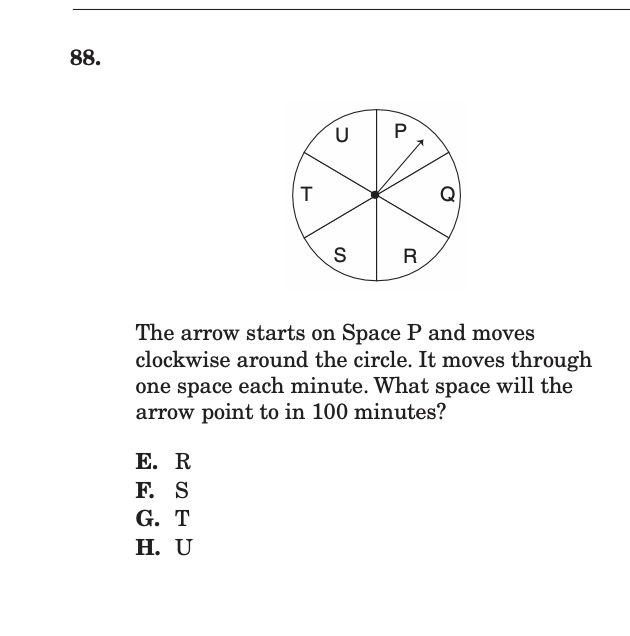 88.
U P
T Q
S R
The arrow starts on Space P and moves
clockwise around the circle. It moves through
one space each minute. What space will the
arrow point to in 100 minutes?
E. R
F. S
G. T
H. U